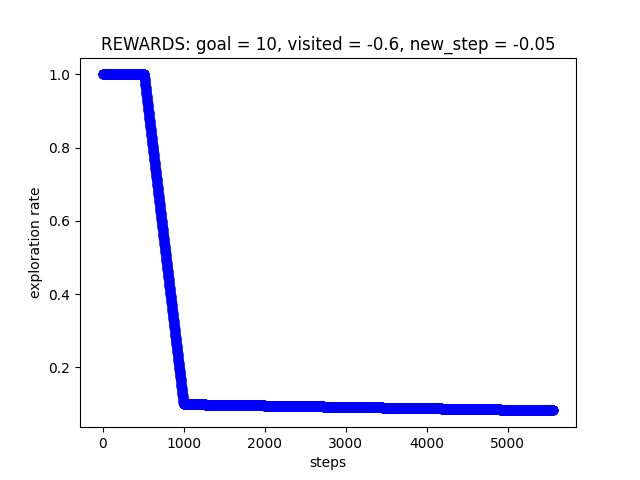 REWARDS: goal = 10, visited = -0.6, new_step = -0.05
1.0
0.8
0.6
0.4
0.2
exploration rate
0 1000 2000 3000 4000 5000
steps